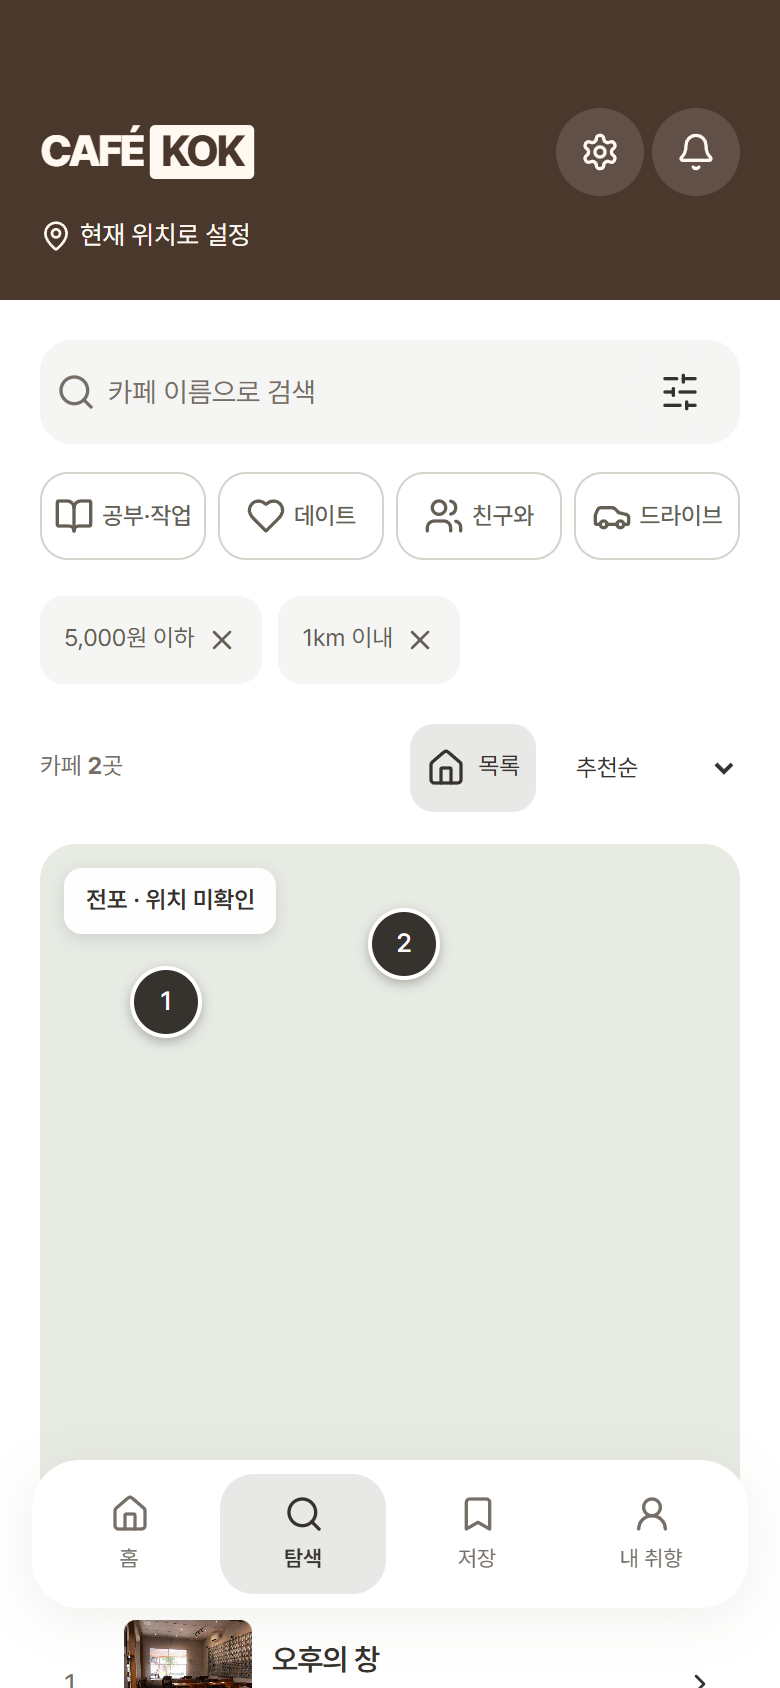 CAFÉ KOK
현재 위치로 설정
카페 이름으로 검색
공부·작업 데이트 친구와 드라이브
5,000원 이하 1km 이내
카페 2곳 목록 추천순
전포 · 위치 미확인
2
1
홈 탐색 저장 내 취향
오후의 창
1